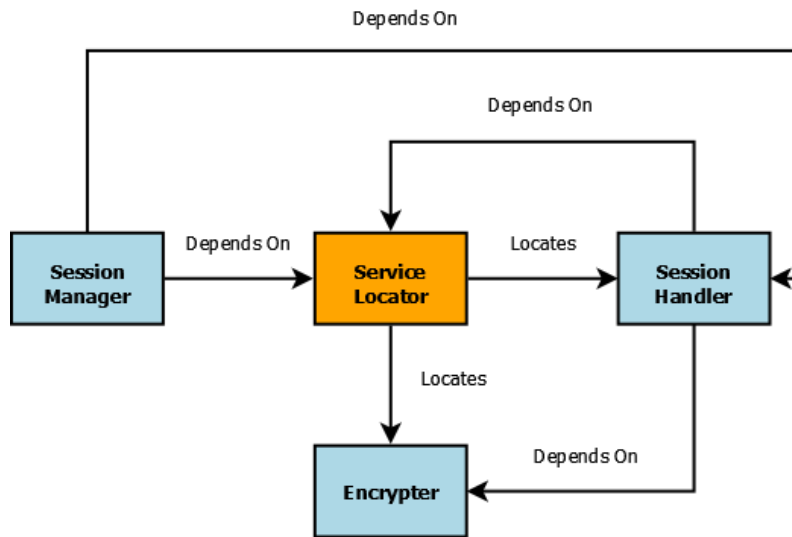 Depends On
Depends On
Depends On
Locates
Session
Manager
Service
Locator
Session
Handler
Locates
Depends On
Encrypter